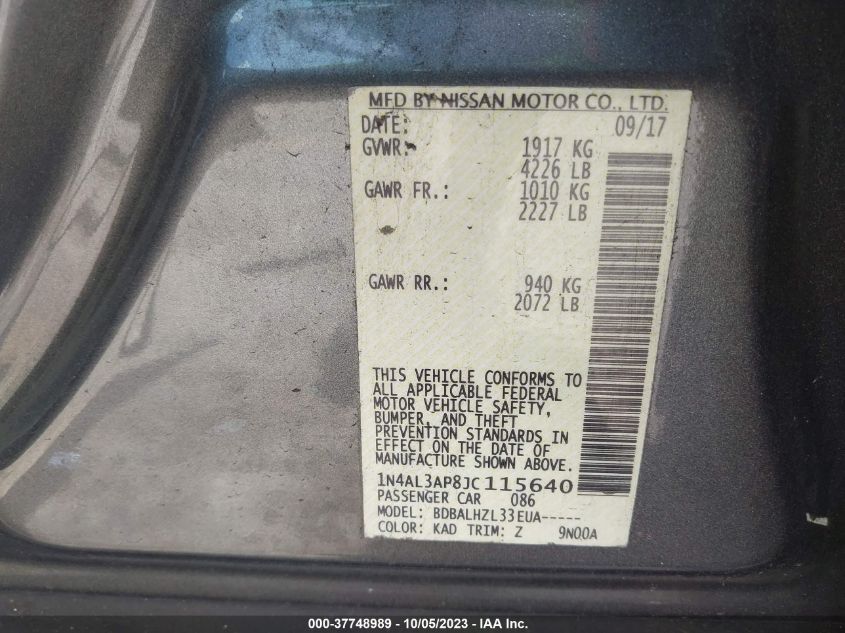 MFD BY NISSAN MOTOR CO., LTD.
DATE: 09/17
GVWR: 1917 KG
4226 LB
GAWR FR.: 1010 KG
2227 LB
GAWR RR.: 940 KG
2072 LB
THIS VEHICLE CONFORMS TO
ALL APPLICABLE FEDERAL
MOTOR VEHICLE SAFETY,
BUMPER, AND THEFT
PREVENTION STANDARDS IN
EFFECT ON THE DATE OF
MANUFACTURE SHOWN ABOVE.
1N4AL3AP8JC115640
PASSENGER CAR 086
MODEL: BDBALHZL33EUA-----
COLOR: KAD TRIM: Z 9N00A
000-37748989 - 10/05/2023 - IAA Inc.